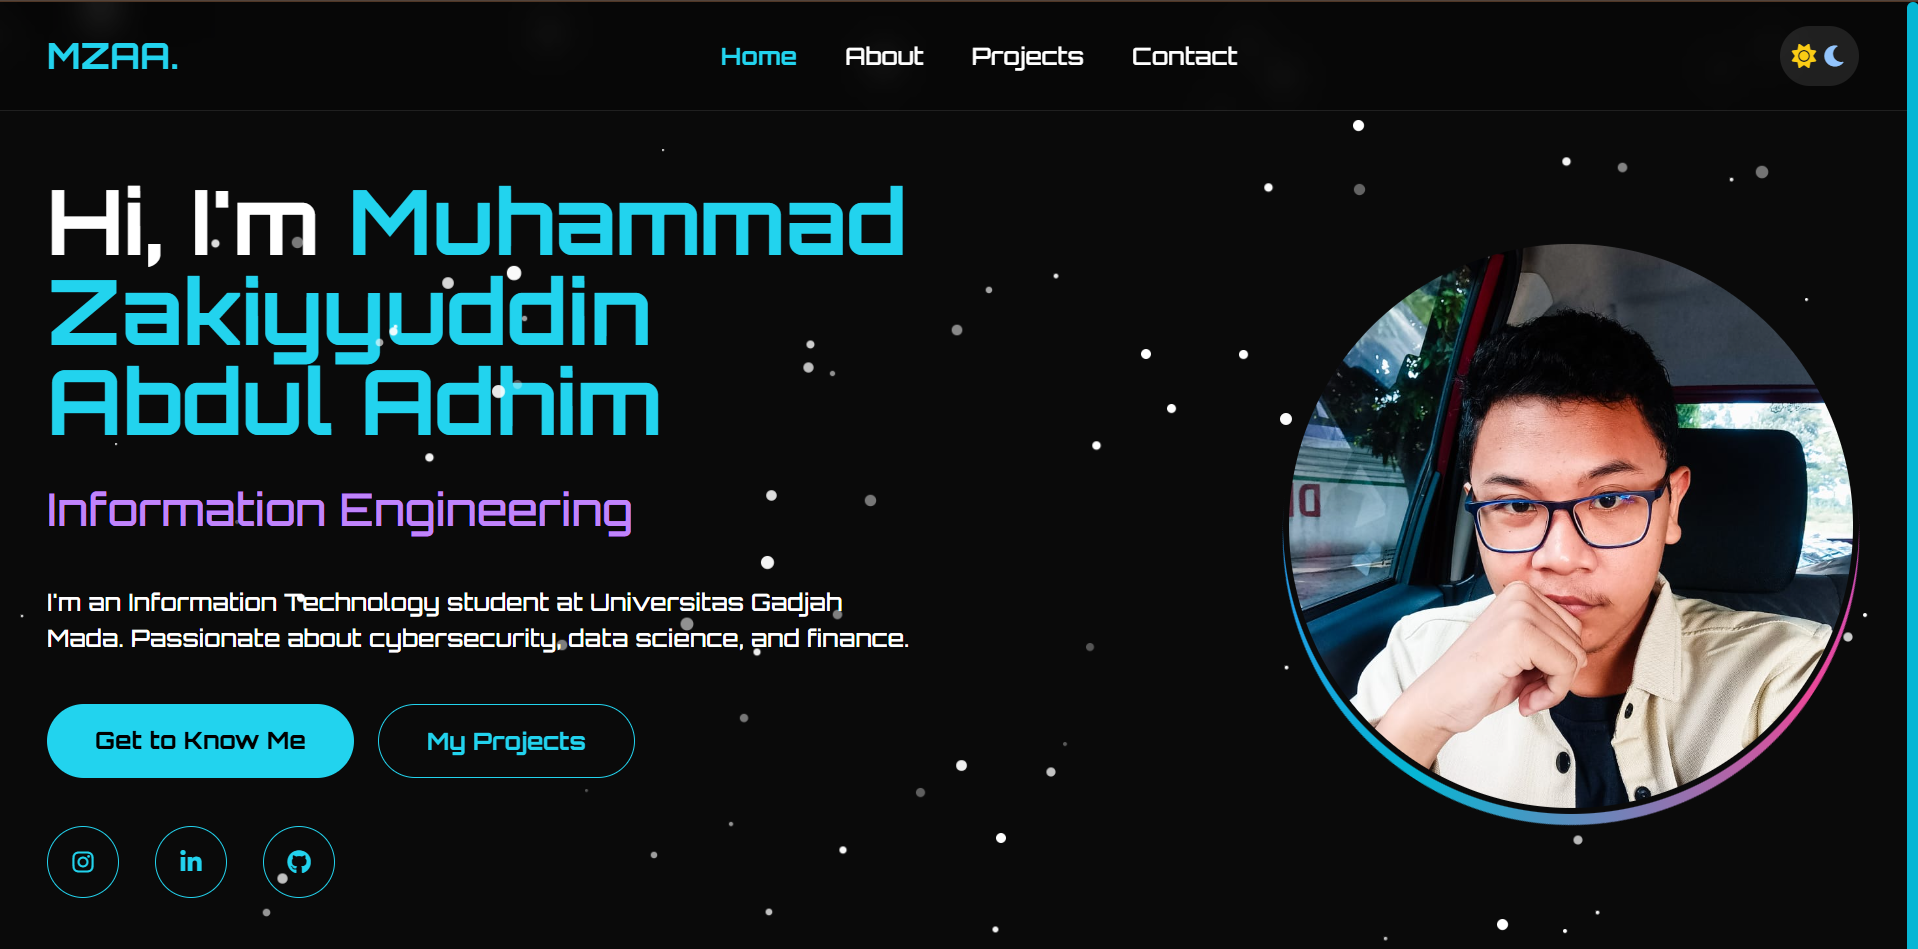 MZAA.
Home About Projects Contact
Hi, I'm Muhammad
Zakiyyuddin
Abdul Adhim
Information Engineering
I'm an Information Technology student at Universitas Gadjah
Mada. Passionate about cybersecurity, data science, and finance.
Get to Know Me
My Projects
in